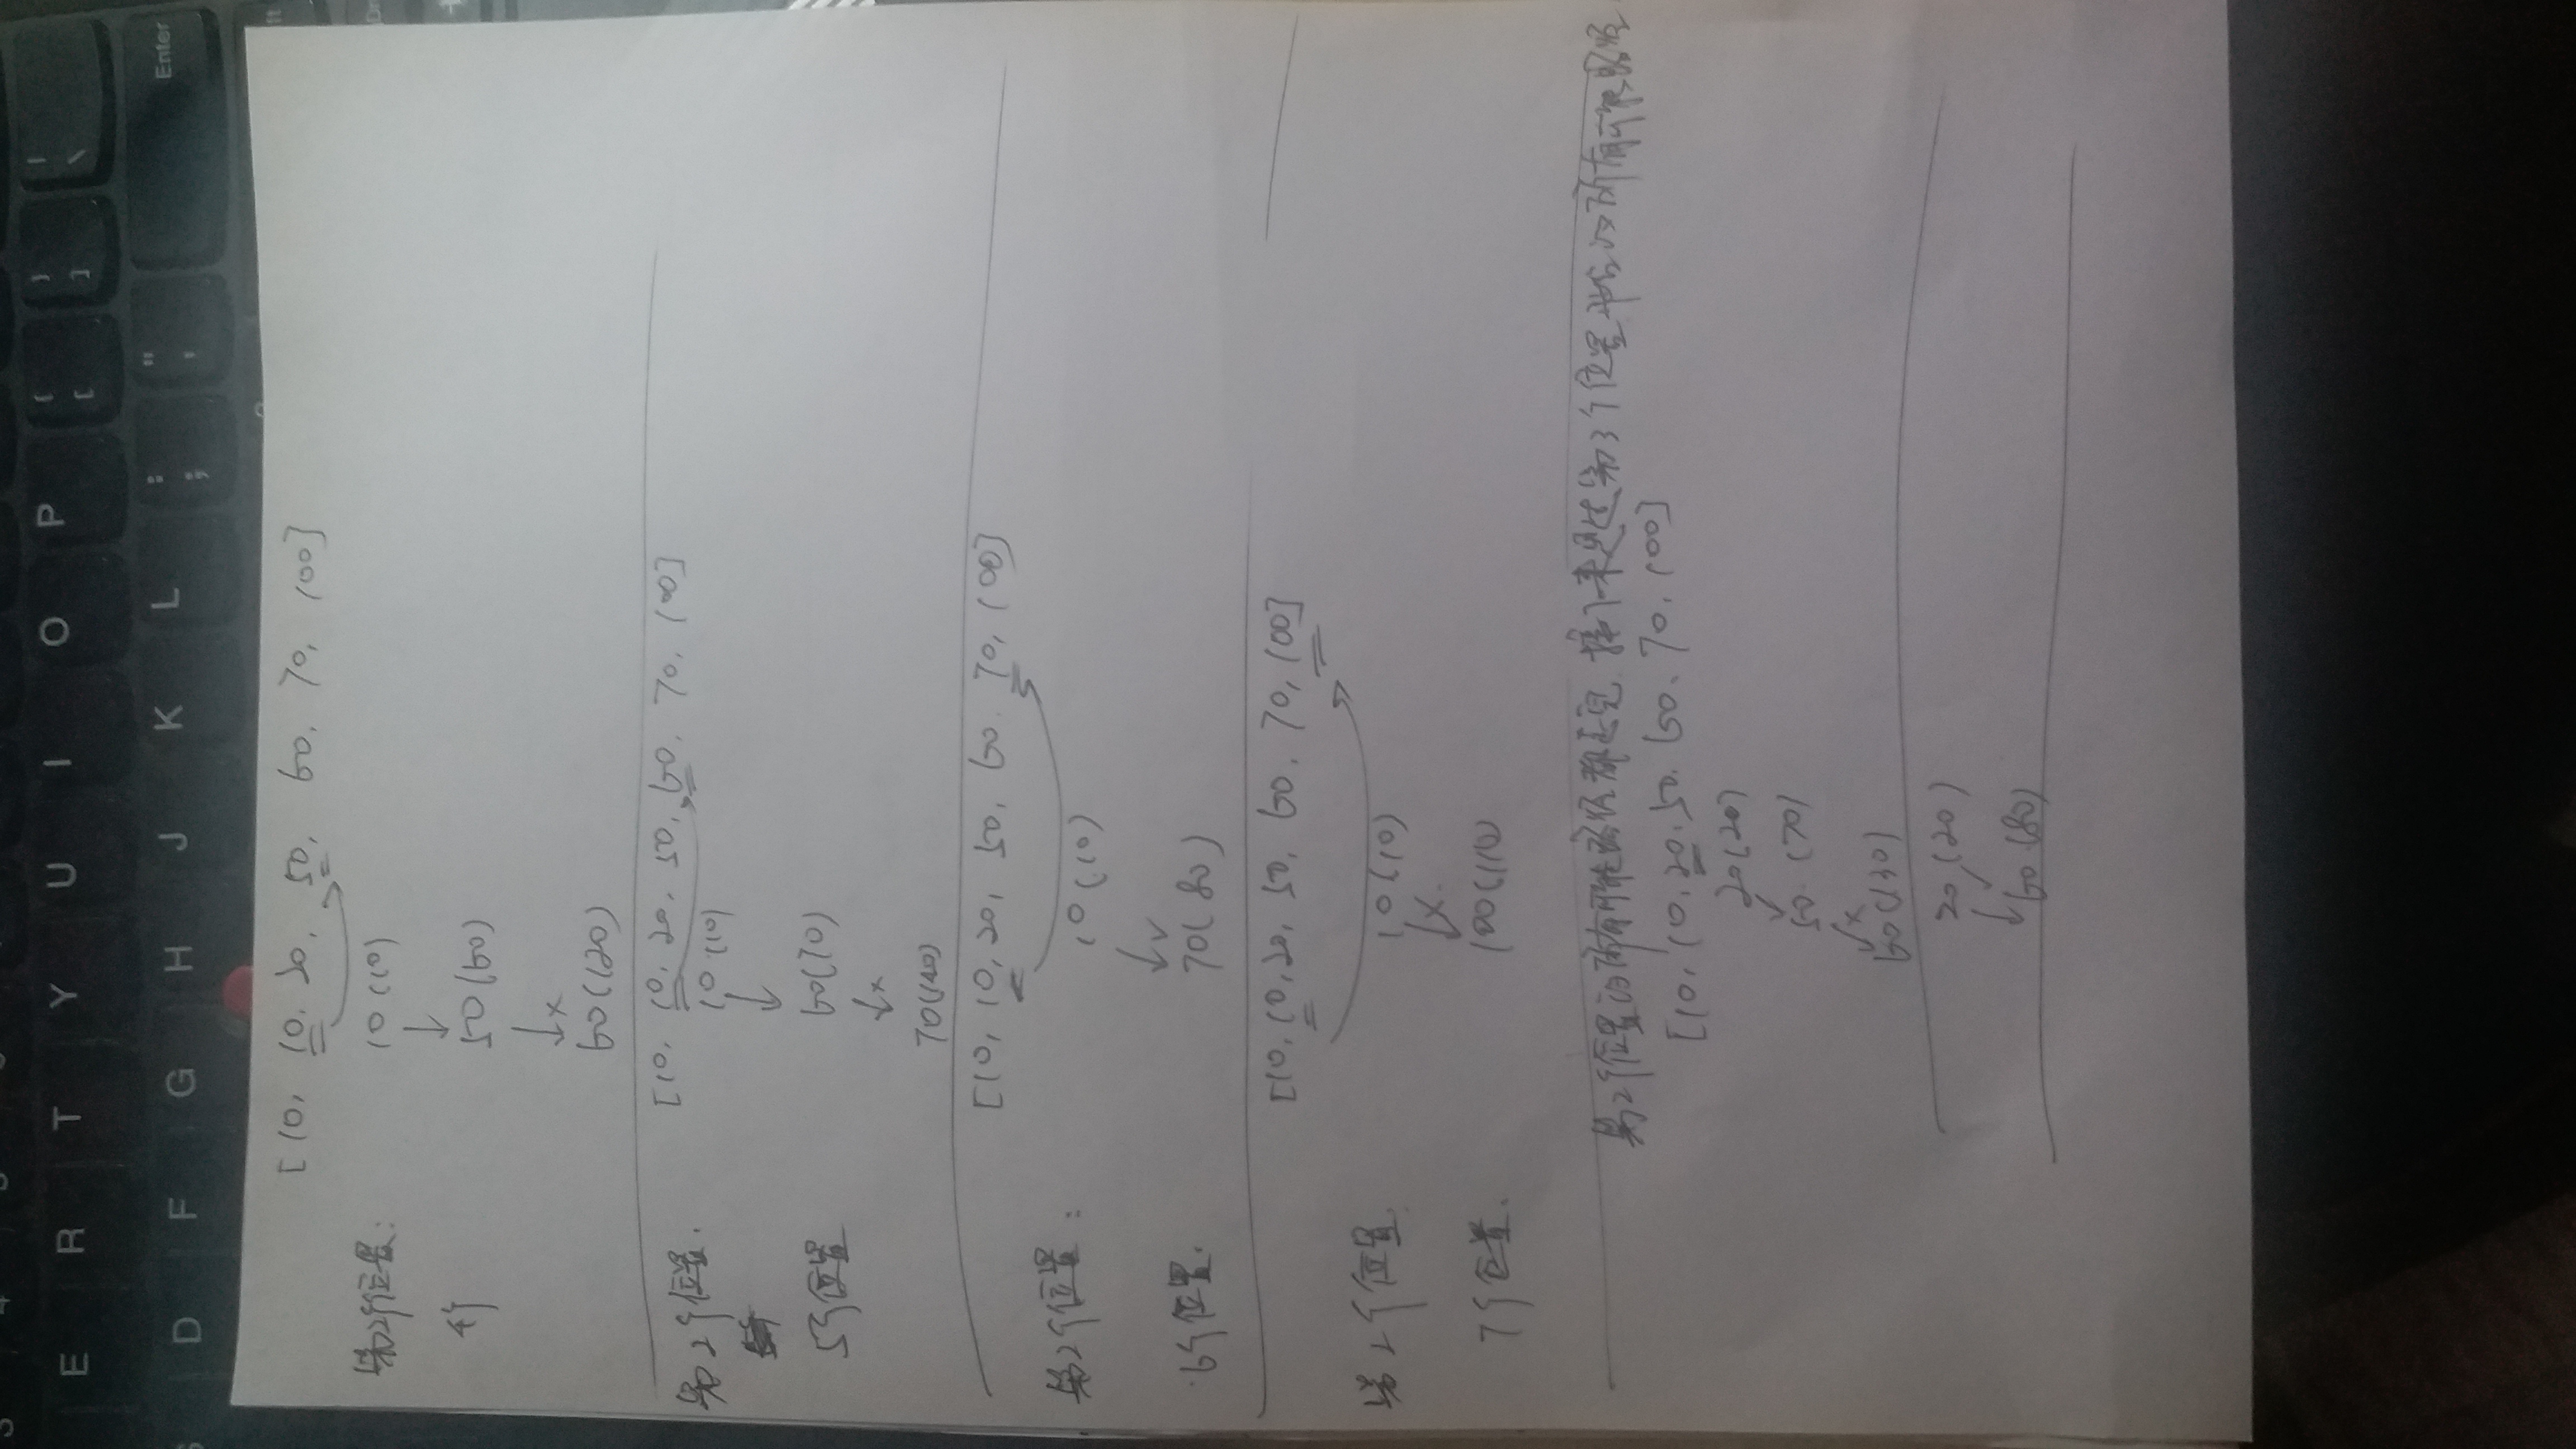 E R T Y U I O P { [ } ] | \
D F G H J K L : ; " ' Enter
[10, 10, 20, 50, 60, 70, 100]
第2个位置: 10 (10)
4个 50 (60)
×
60 (120)
[10, 10, 20, 50, 60, 70, 100]
第2个位置. 10 (10)
5个位置 60 (70)
×
70 (140)
[10, 10, 20, 50, 60, 70, 100]
第2个位置: 10 (10)
6个位置. 70 (80)
[10, 10, 20, 50, 60, 70, 100]
第2个位置. 10 (10)
×
7个位置. 100 (110)
第2个位置的所有可能路径都走完 接下来是走第3个位置开始的所有可能路径
[10, 10, 20, 50, 60, 70, 100]
20 (20)
50 (70)
×
60 (130)
20 (20)
60 (80)